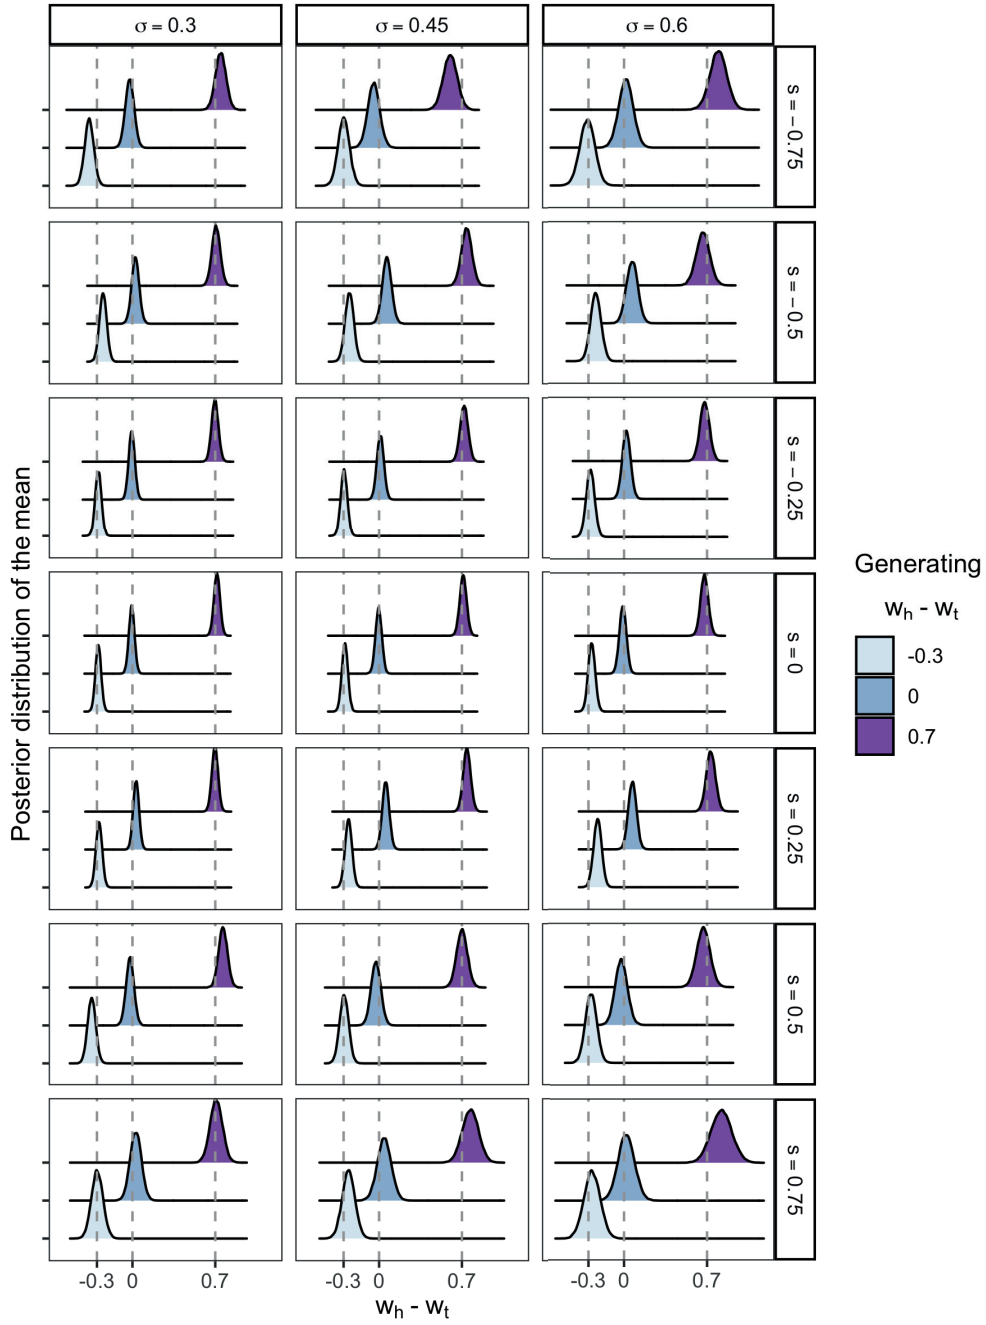 σ = 0.3
σ = 0.45
σ = 0.6
s = −0.75
s = −0.5
s = −0.25
s = 0
s = 0.25
s = 0.5
s = 0.75
Posterior distribution of the mean
-0.3 0 0.7
-0.3 0 0.7
-0.3 0 0.7
wh - wt
Generating
wh - wt
-0.3
0
0.7